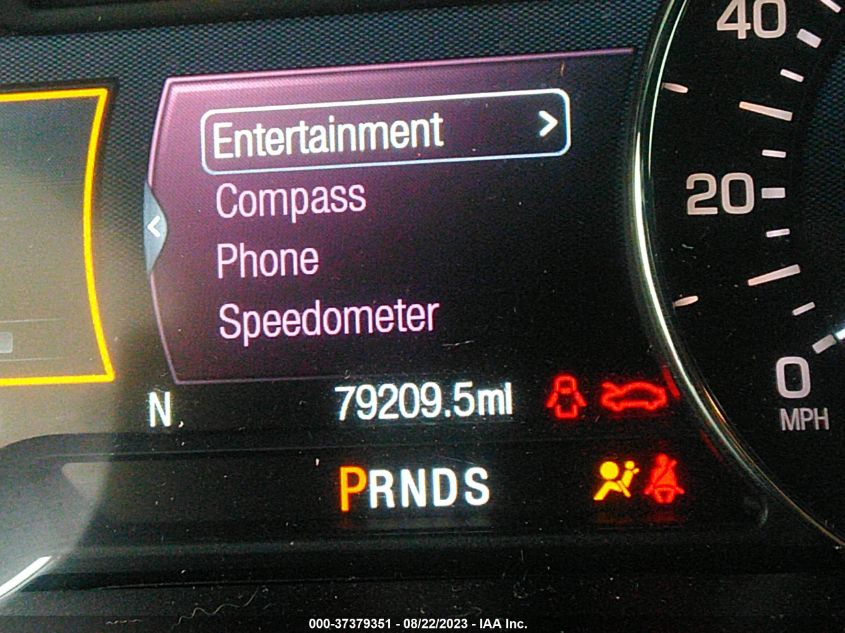 Entertainment >
Compass
<
Phone
Speedometer
N 79209.5mi
PRNDS
40
20
0
MPH
000-37379351 - 08/22/2023 - IAA Inc.